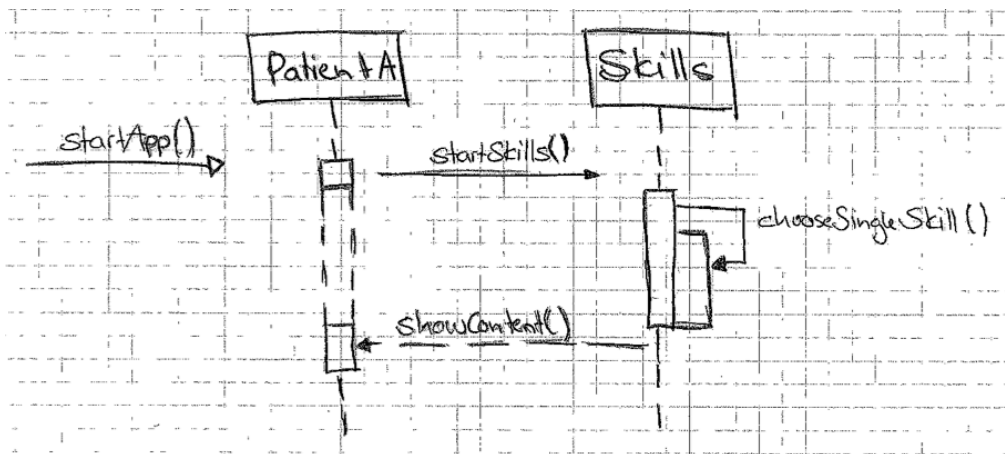 PatientA
Skills
startApp()
startSkills()
chooseSingleSkill()
showContent()